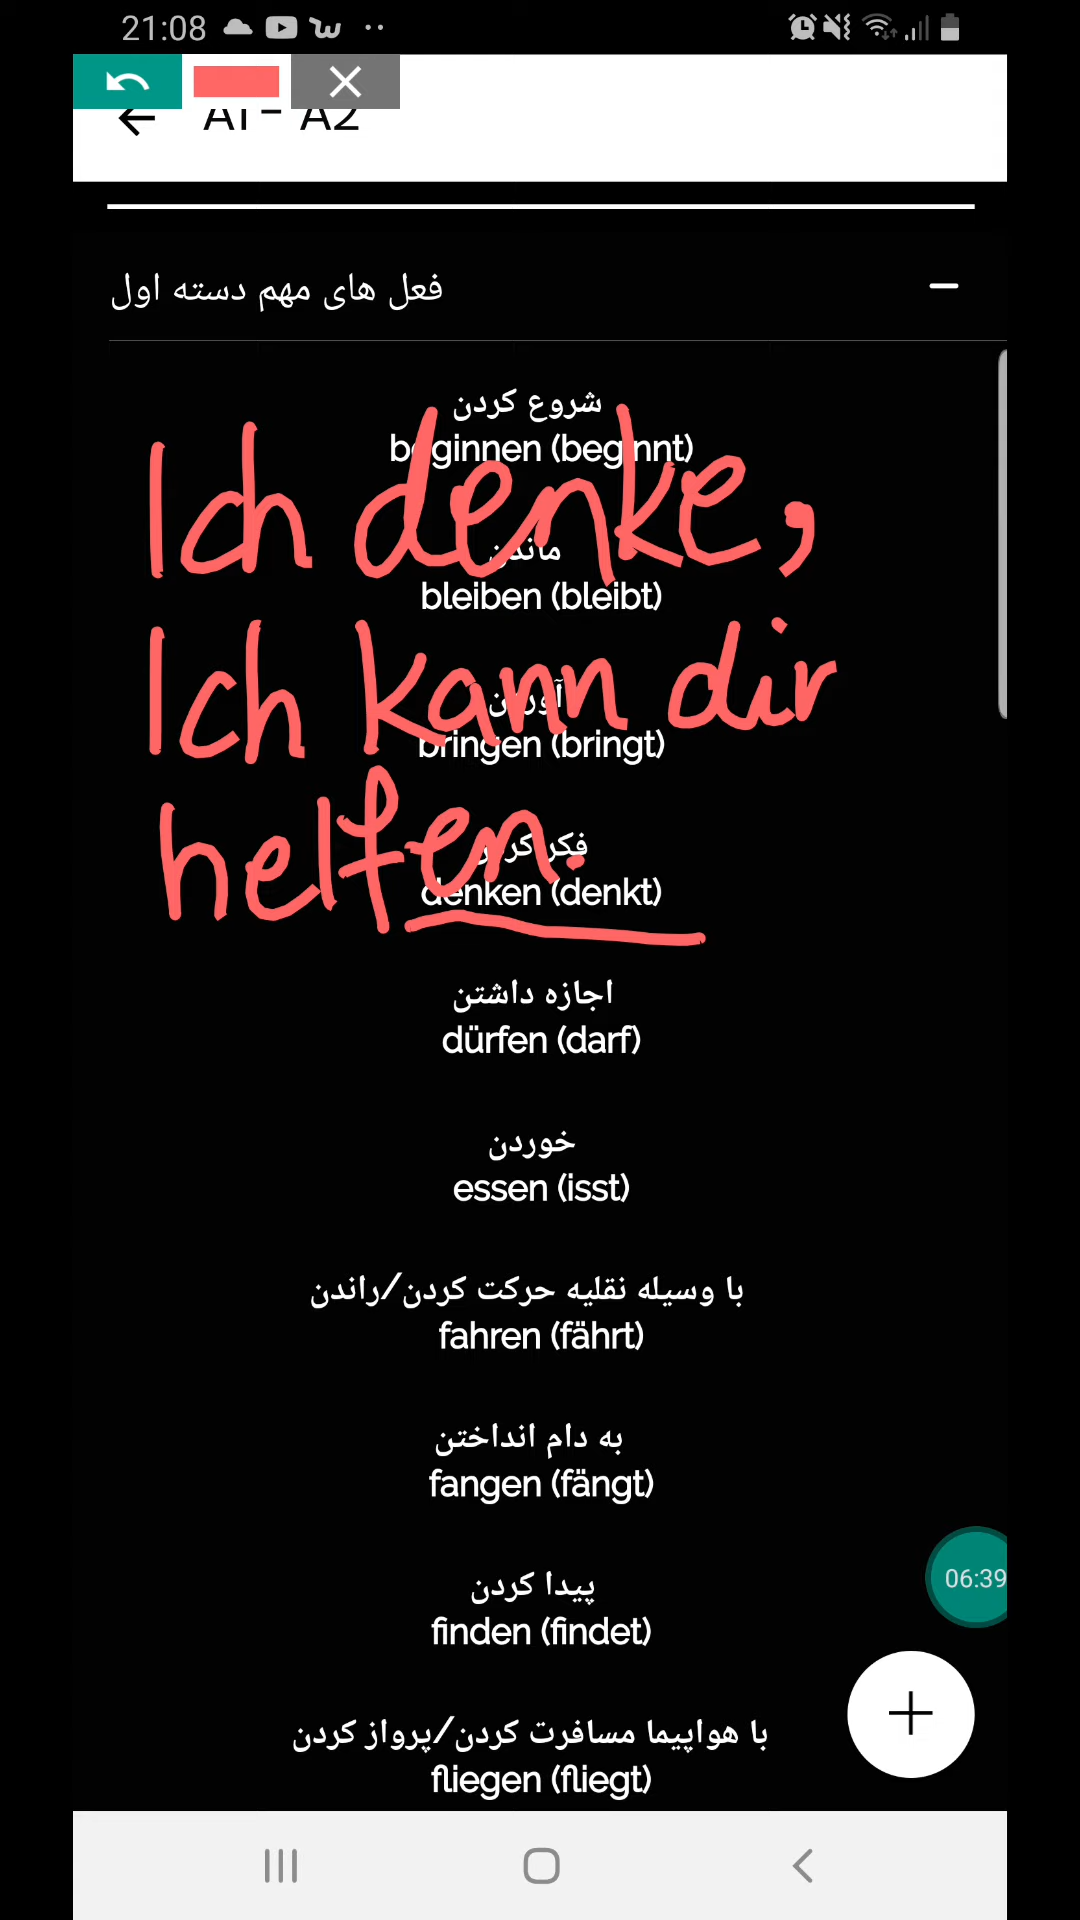 21:08
A1 - A2
فعل های مهم دسته اول
شروع کردن
beginnen (beginnt)
Ich denke,
ماندن
bleiben (bleibt)
Ich kann dir
آوردن
bringen (bringt)
helfen.
فکر کردن
denken (denkt)
اجازه داشتن
dürfen (darf)
خوردن
essen (isst)
با وسیله نقلیه حرکت کردن/راندن
fahren (fährt)
به دام انداختن
fangen (fängt)
پیدا کردن
finden (findet)
06:39
با هواپیما مسافرت کردن/پرواز کردن
fliegen (fliegt)